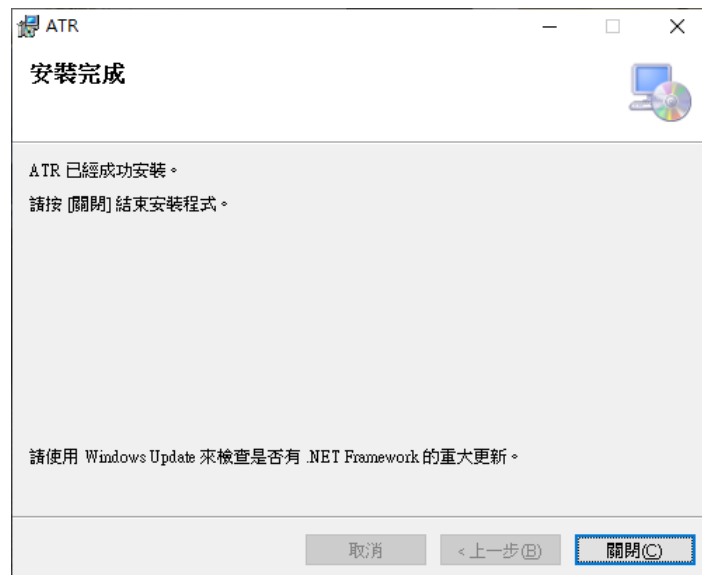 ATR
安裝完成
ATR 已經成功安裝。
請按 [關閉] 結束安裝程式。
請使用 Windows Update 來檢查是否有 .NET Framework 的重大更新。
取消
<上一步(B)
關閉(C)